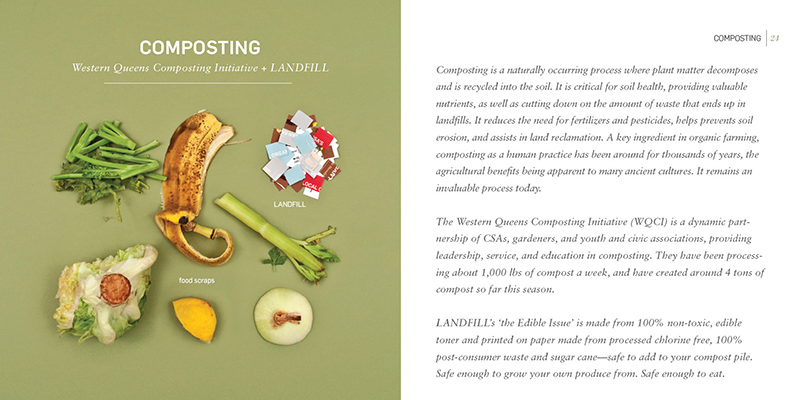 COMPOSTING
Western Queens Composting Initiative + LANDFILL
LANDFILL
food scraps
COMPOSTING 24
Composting is a naturally occurring process where plant matter decomposes
and is recycled into the soil. It is critical for soil health, providing valuable
nutrients, as well as cutting down on the amount of waste that ends up in
landfills. It reduces the need for fertilizers and pesticides, helps prevents soil
erosion, and assists in land reclamation. A key ingredient in organic farming,
composting as a human practice has been around for thousands of years, the
agricultural benefits being apparent to many ancient cultures. It remains an
invaluable process today.
The Western Queens Composting Initiative (WQCI) is a dynamic part-
nership of CSAs, gardeners, and youth and civic associations, providing
leadership, service, and education in composting. They have been process-
ing about 1,000 lbs of compost a week, and have created around 4 tons of
compost so far this season.
LANDFILL's ‘the Edible Issue’ is made from 100% non-toxic, edible
toner and printed on paper made from processed chlorine free, 100%
post-consumer waste and sugar cane—safe to add to your compost pile.
Safe enough to grow your own produce from. Safe enough to eat.